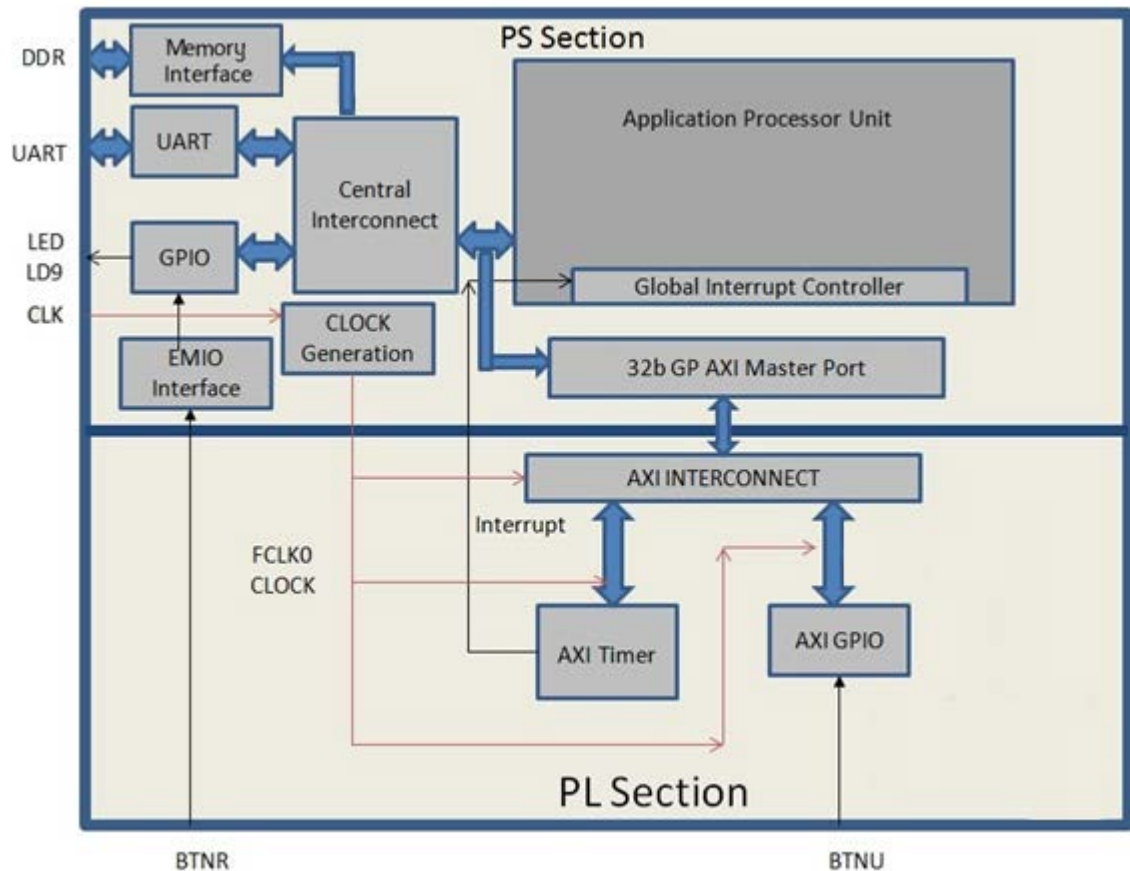 PS Section
DDR
Memory
Interface
Application Processor Unit
UART
UART
Central
Interconnect
LED
LD9
GPIO
Global Interrupt Controller
CLK
CLOCK
Generation
EMIO
Interface
32b GP AXI Master Port
AXI INTERCONNECT
Interrupt
FCLK0
CLOCK
AXI Timer
AXI GPIO
PL Section
BTNR
BTNU